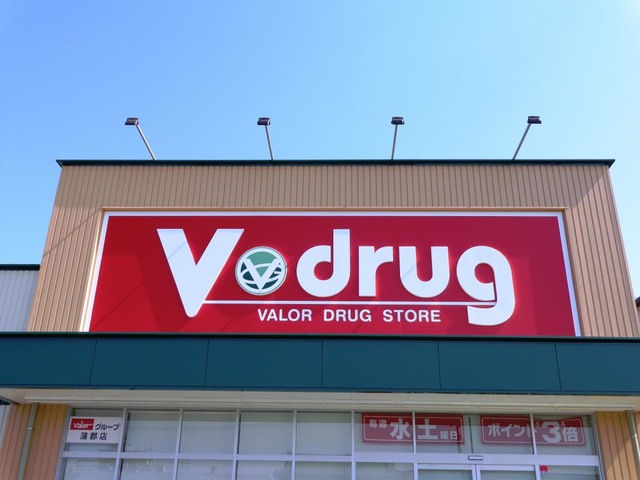 V drug
VALOR DRUG STORE
Valor グループ
蒲郡店
毎週 水土 曜日
ポイント3倍